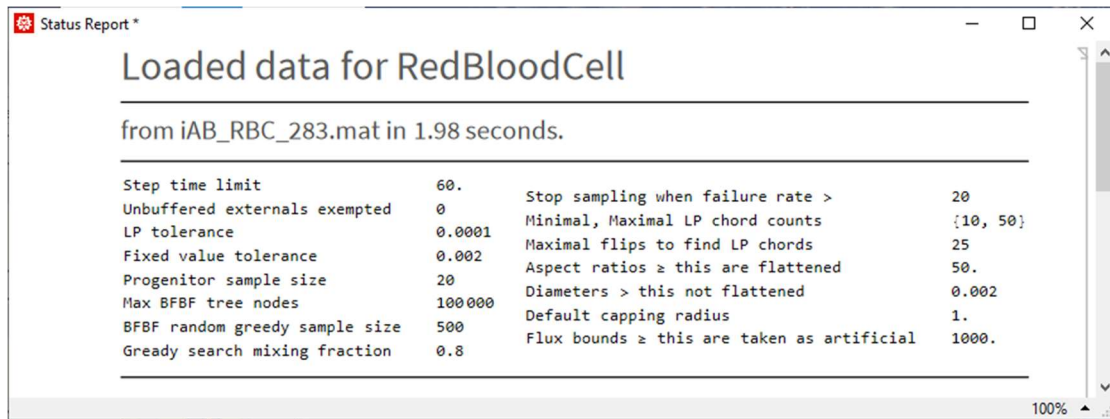 Status Report *
Loaded data for RedBloodCell
from iAB_RBC_283.mat in 1.98 seconds.
Step time limit 60.
Unbuffered externals exempted 0
LP tolerance 0.0001
Fixed value tolerance 0.002
Progenitor sample size 20
Max BFBF tree nodes 100 000
BFBF random greedy sample size 500
Gready search mixing fraction 0.8
Stop sampling when failure rate > 20
Minimal, Maximal LP chord counts {10, 50}
Maximal flips to find LP chords 25
Aspect ratios ≥ this are flattened 50.
Diameters > this not flattened 0.002
Default capping radius 1.
Flux bounds ≥ this are taken as artificial 1000.
100%